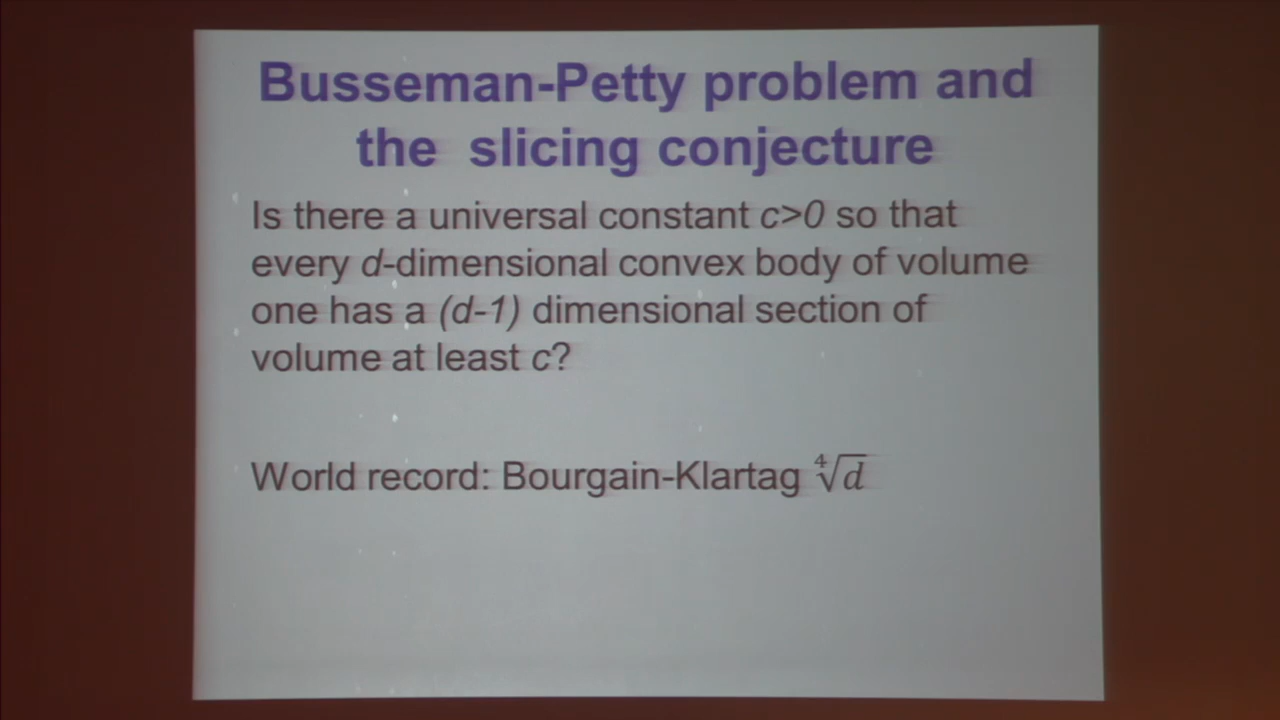 Busseman-Petty problem and
the slicing conjecture
Is there a universal constant c>0 so that
every d-dimensional convex body of volume
one has a (d-1) dimensional section of
volume at least c?
World record: Bourgain-Klartag ∜d